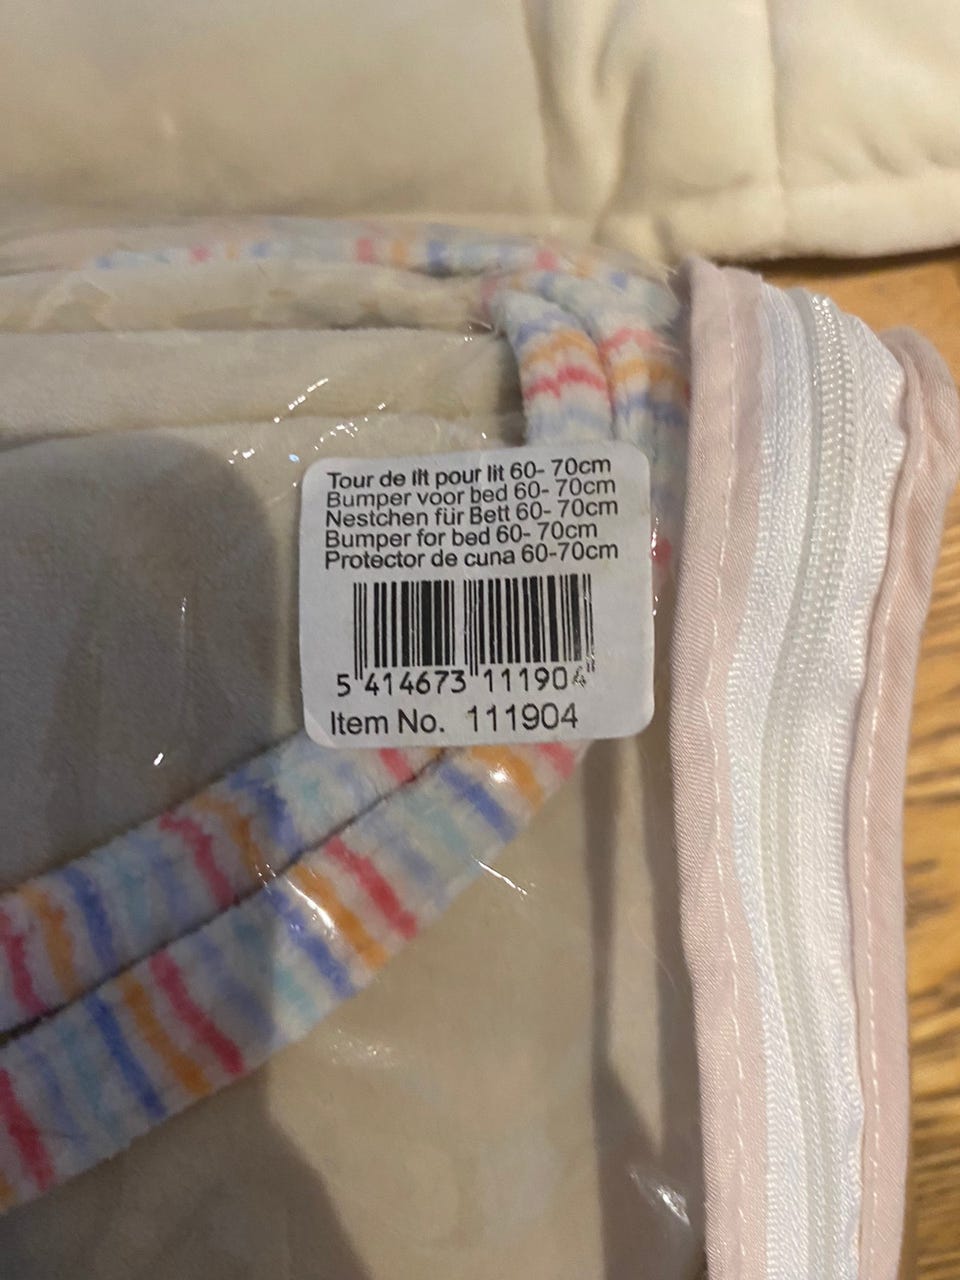 Tour de lit pour lit 60- 70cm
Bumper voor bed 60- 70cm
Nestchen für Bett 60- 70cm
Bumper for bed 60- 70cm
Protector de cuna 60-70cm
5 414673 111904
Item No. 111904